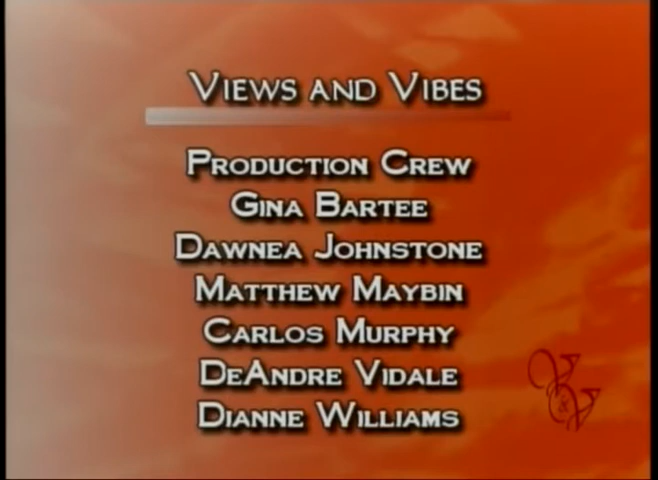 Views and Vibes
Production Crew
Gina Bartee
Dawnea Johnstone
Matthew Maybin
Carlos Murphy
DeAndre Vidale
Dianne Williams
V&V